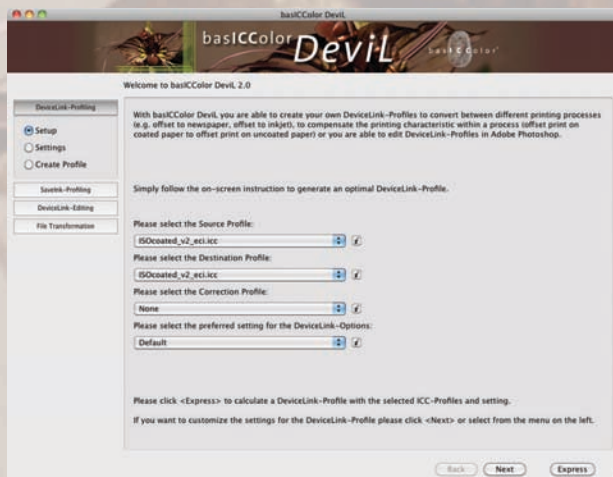 basICColor DeviL
basICColor DeviL basICColor
Welcome to basICColor DeviL 2.0
DeviceLink-Profiling
Setup
Settings
Create Profile
SaveInk-Profiling
DeviceLink-Editing
File Transformation
With basICColor DeviL you are able to create your own DeviceLink-Profiles to convert between different printing processes
(e.g. offset to newspaper, offset to inkjet), to compensate the printing characteristic within a process (offset print on
coated paper to offset print on uncoated paper) or you are able to edit DeviceLink-Profiles in Adobe Photoshop.
Simply follow the on-screen instruction to generate an optimal DeviceLink-Profile.
Please select the Source Profile:
ISOcoated_v2_eci.icc
Please select the Destination Profile:
ISOcoated_v2_eci.icc
Please select the Correction Profile:
None
Please select the preferred setting for the DeviceLink-Options:
Default
Please click <Express> to calculate a DeviceLink-Profile with the selected ICC-Profiles and setting.
If you want to customize the settings for the DeviceLink-Profile please click <Next> or select from the menu on the left.
Back Next Express